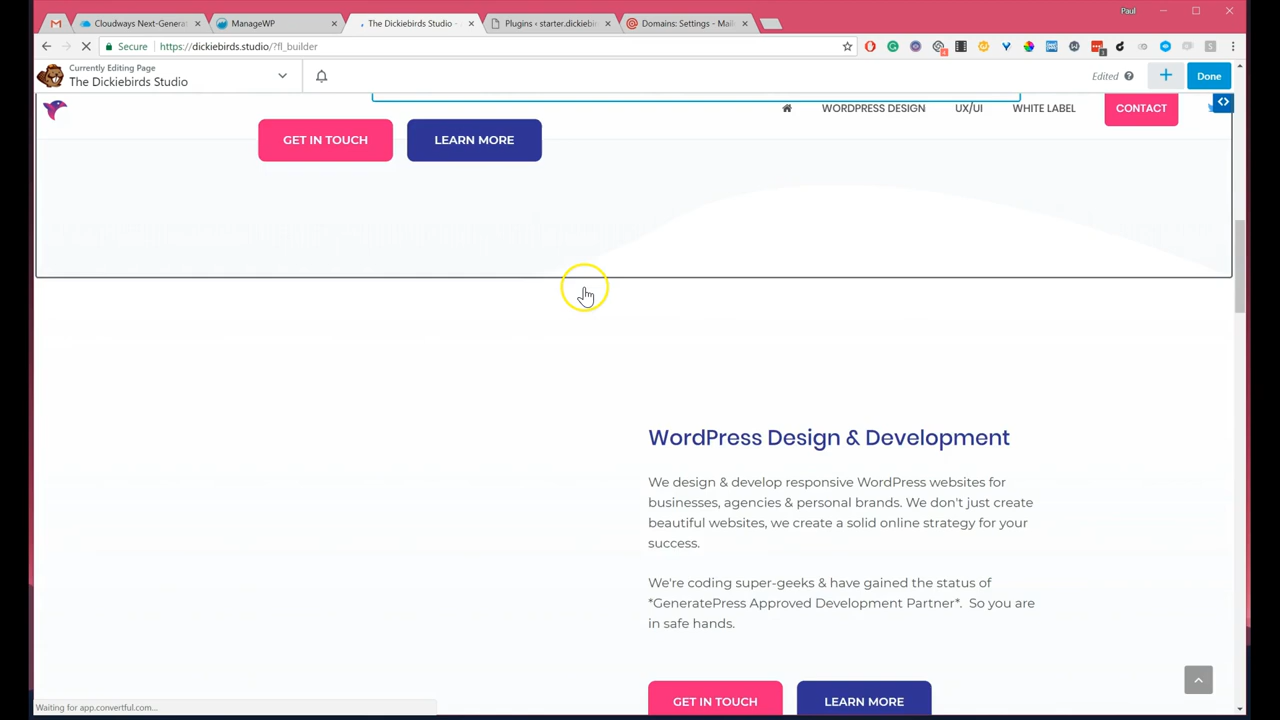 Paul
Cloudways Next-Genera
ManageWP
The Dickiebirds Studio -
Plugins ‹ starter.dickiebir
Domains: Settings - Mail
Secure
https://dickiebirds.studio/?fl_builder
Currently Editing Page
The Dickiebirds Studio
Edited
Done
WORDPRESS DESIGN
UX/UI
WHITE LABEL
CONTACT
GET IN TOUCH
LEARN MORE
WordPress Design & Development
We design & develop responsive WordPress websites for
businesses, agencies & personal brands. We don't just create
beautiful websites, we create a solid online strategy for your
success.
We're coding super-geeks & have gained the status of
*GeneratePress Approved Development Partner*. So you are
in safe hands.
GET IN TOUCH
LEARN MORE
Waiting for app.convertful.com...